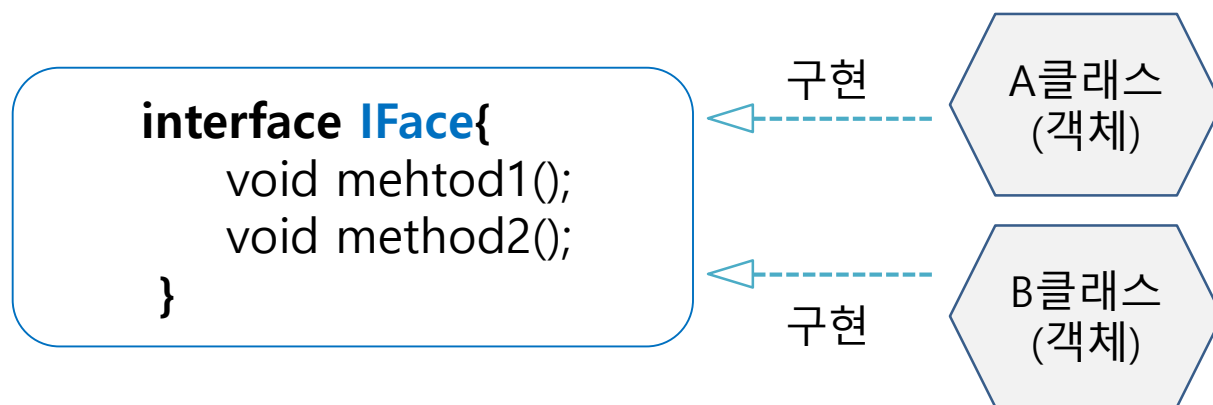 interface IFace{
void mehtod1();
void method2();
}
구현
A클래스
(객체)
구현
B클래스
(객체)